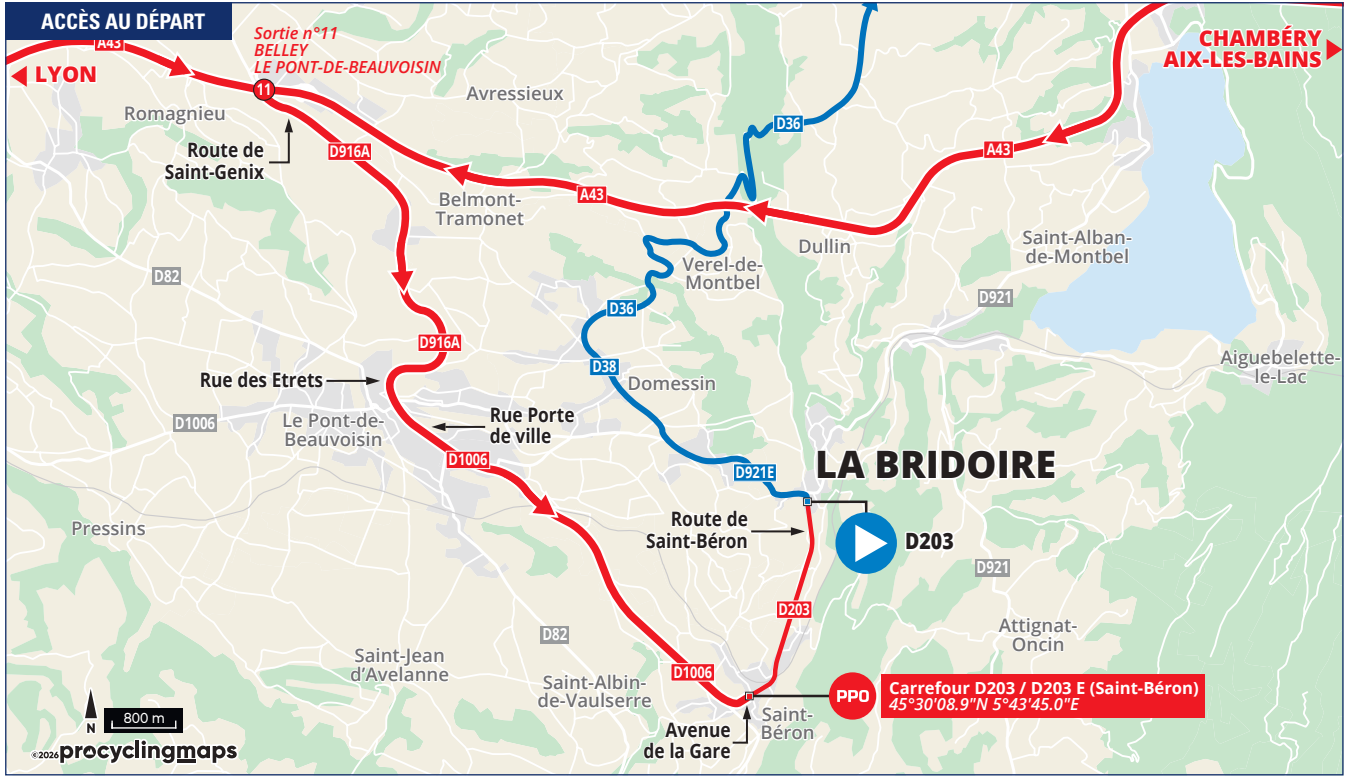 ACCÈS AU DÉPART
A43
LYON
Sortie n°11
BELLEY
LE PONT-DE-BEAUVOISIN
CHAMBÉRY
AIX-LES-BAINS
11
Romagnieu
Avressieux
D36
Route de
Saint-Genix
D916A
A43
A43
Belmont-
Tramonet
Dullin
Saint-Alban-
de-Montbel
Verel-de-
Montbel
D82
D36
D921
D916A
D38
Aiguebelette-
le-Lac
Rue des Etrets
Domessin
D1006
Le Pont-de-
Beauvoisin
Rue Porte
de ville
D1006
D921E
LA BRIDOIRE
Pressins
Route de
Saint-Béron
D203
D921
D203
D82
Attignat-
Oncin
Saint-Jean
d'Avelanne
D1006
Saint-Albin-
de-Vaulserre
PPO
Carrefour D203 / D203 E (Saint-Béron)
45°30'08.9"N 5°43'45.0"E
Saint-
Béron
Avenue
de la Gare
N
800 m
©2026 procyclingmaps